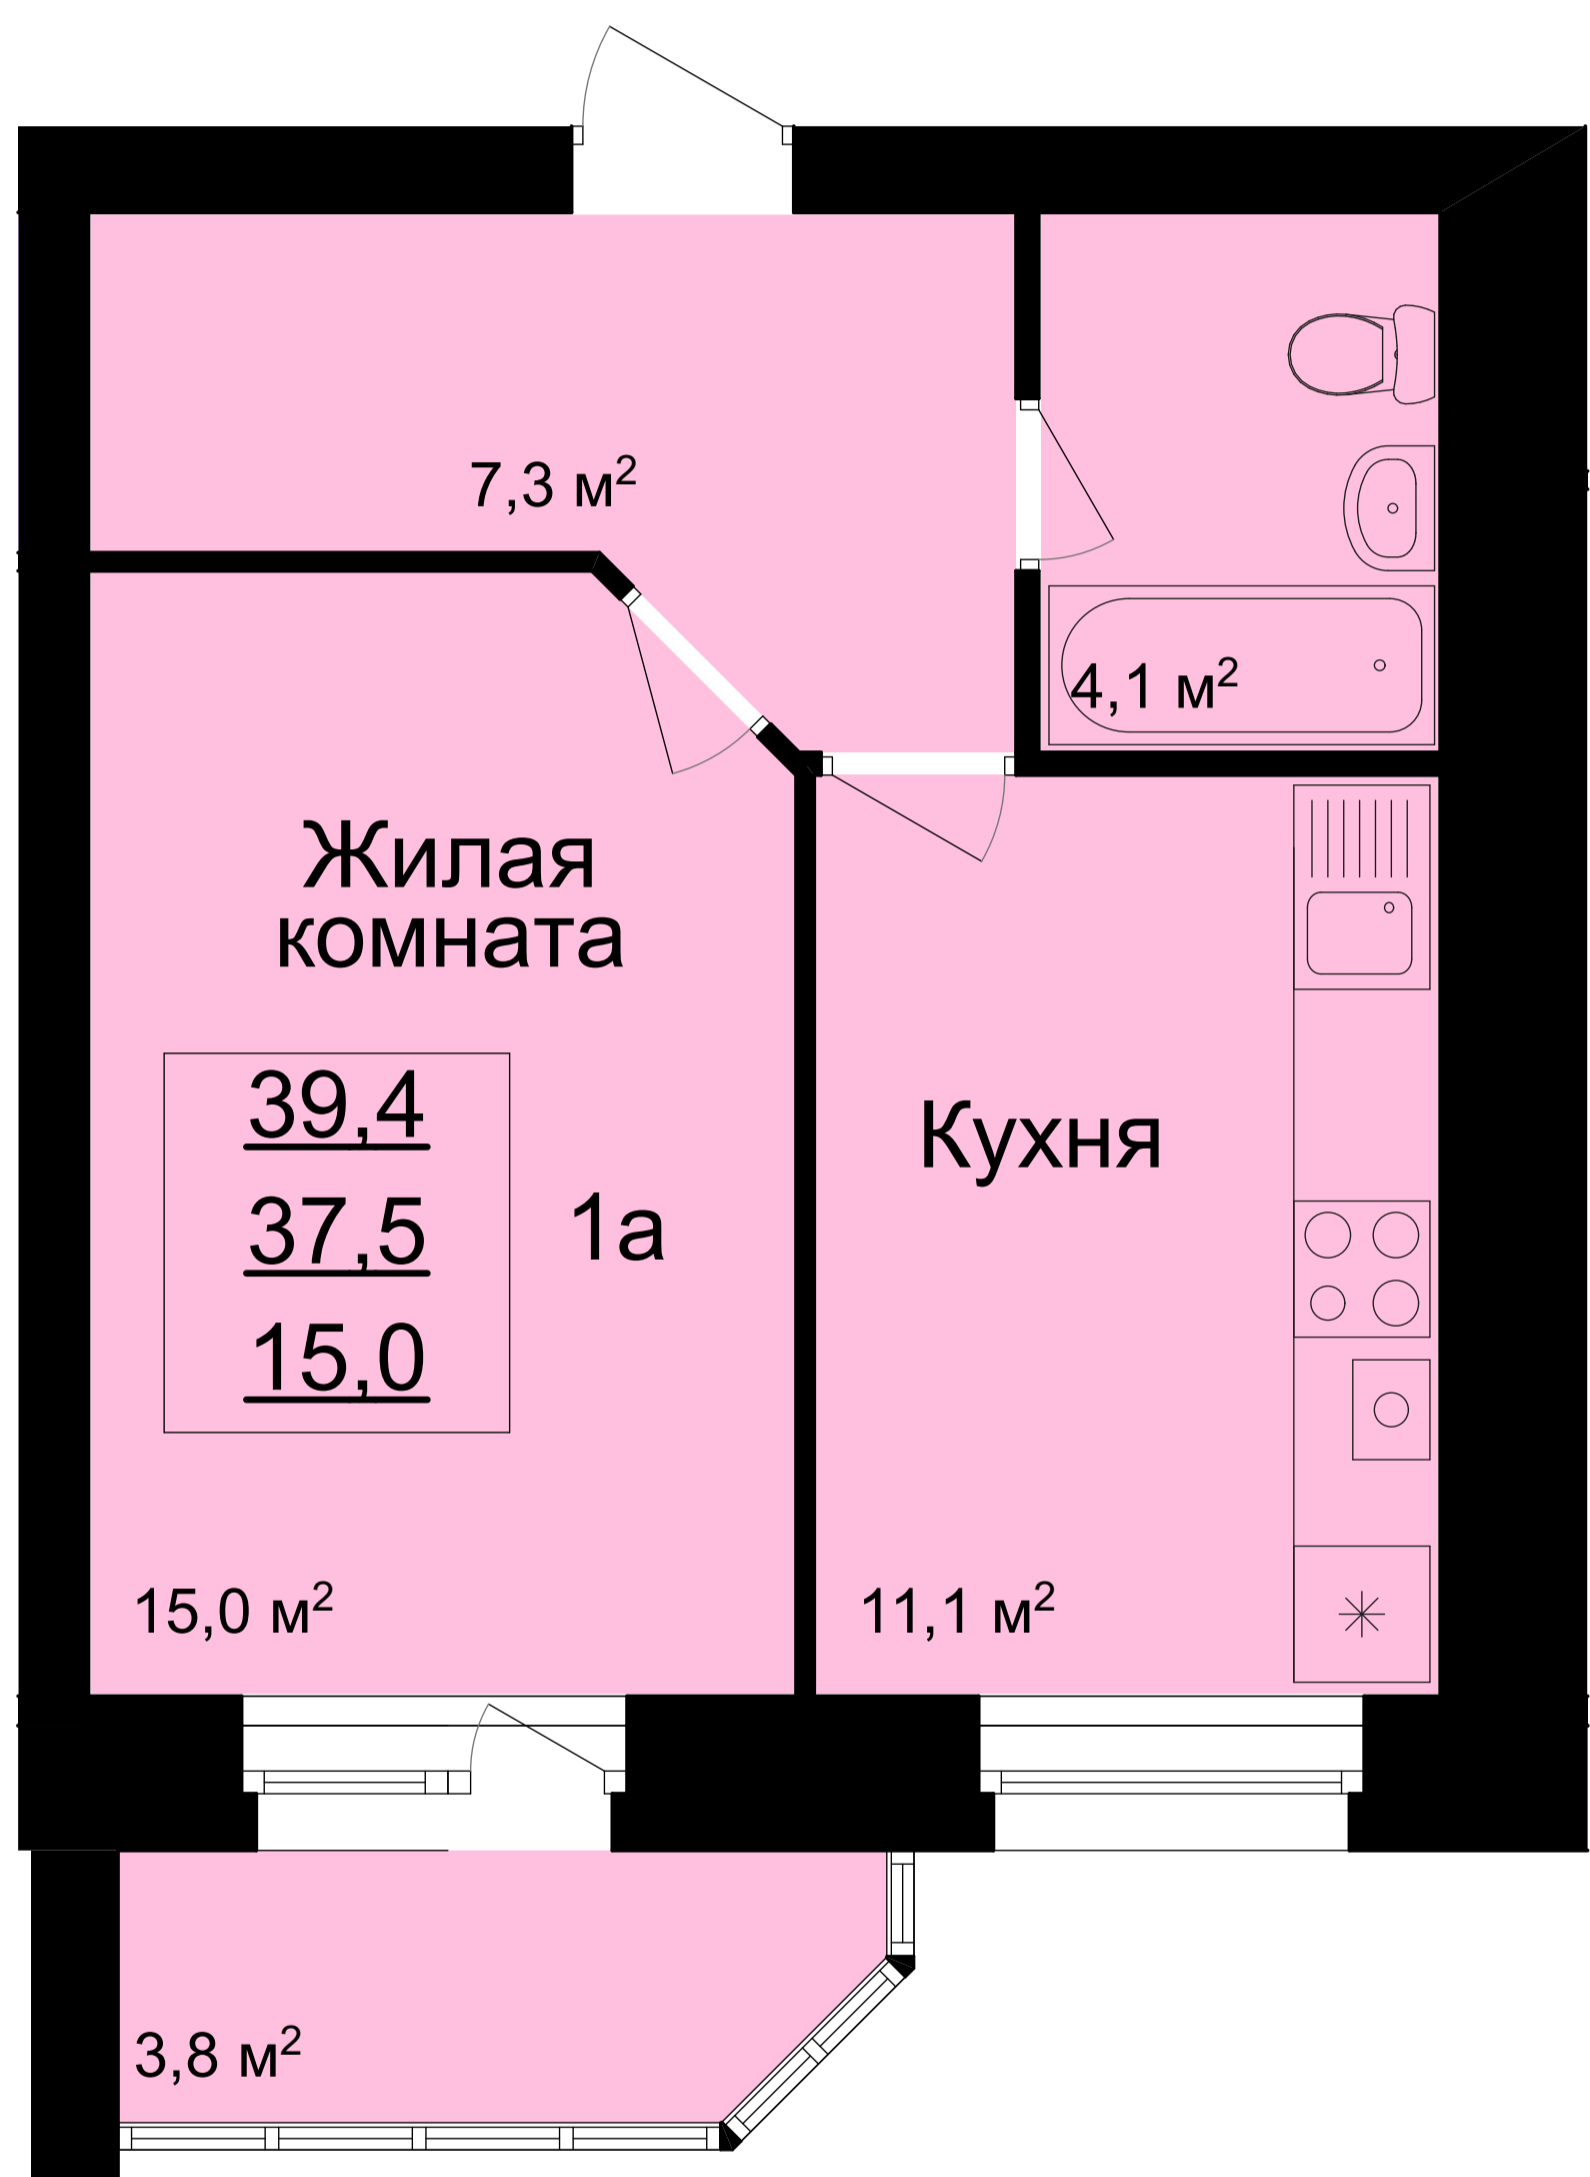 7,3 м²
4,1 м²
Жилая
комната
39,4
37,5
15,0
1а
Кухня
15,0 м²
11,1 м²
3,8 м²